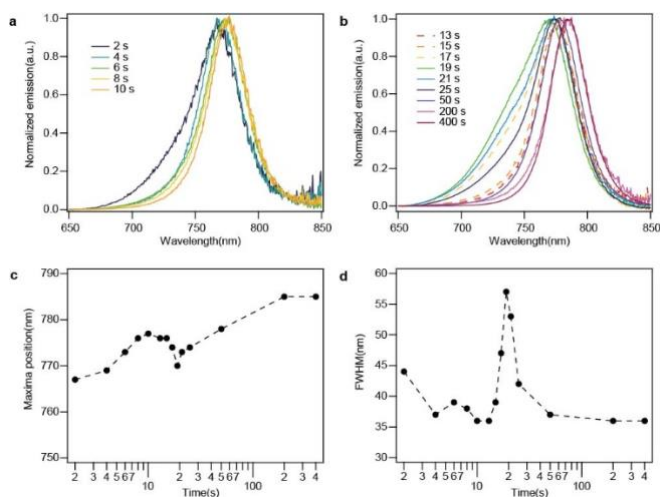 a
Normalized emission(a.u.)
1.0
0.8
0.6
0.4
0.2
0.0
2 s
4 s
6 s
8 s
10 s
650 700 750 800 850
Wavelength(nm)
b
Normalized emission(a.u.)
1.0
0.8
0.6
0.4
0.2
0.0
13 s
15 s
17 s
19 s
21 s
25 s
50 s
200 s
400 s
650 700 750 800 850
Wavelength(nm)
c
Maxima position(nm)
790
780
770
760
750
2 3 4 5 6 7 10 2 3 4 5 6 7 100 2 3 4
Time(s)
d
FWHM(nm)
60
55
50
45
40
35
30
2 3 4 5 6 7 10 2 3 4 5 6 7 100 2 3 4
Time(s)